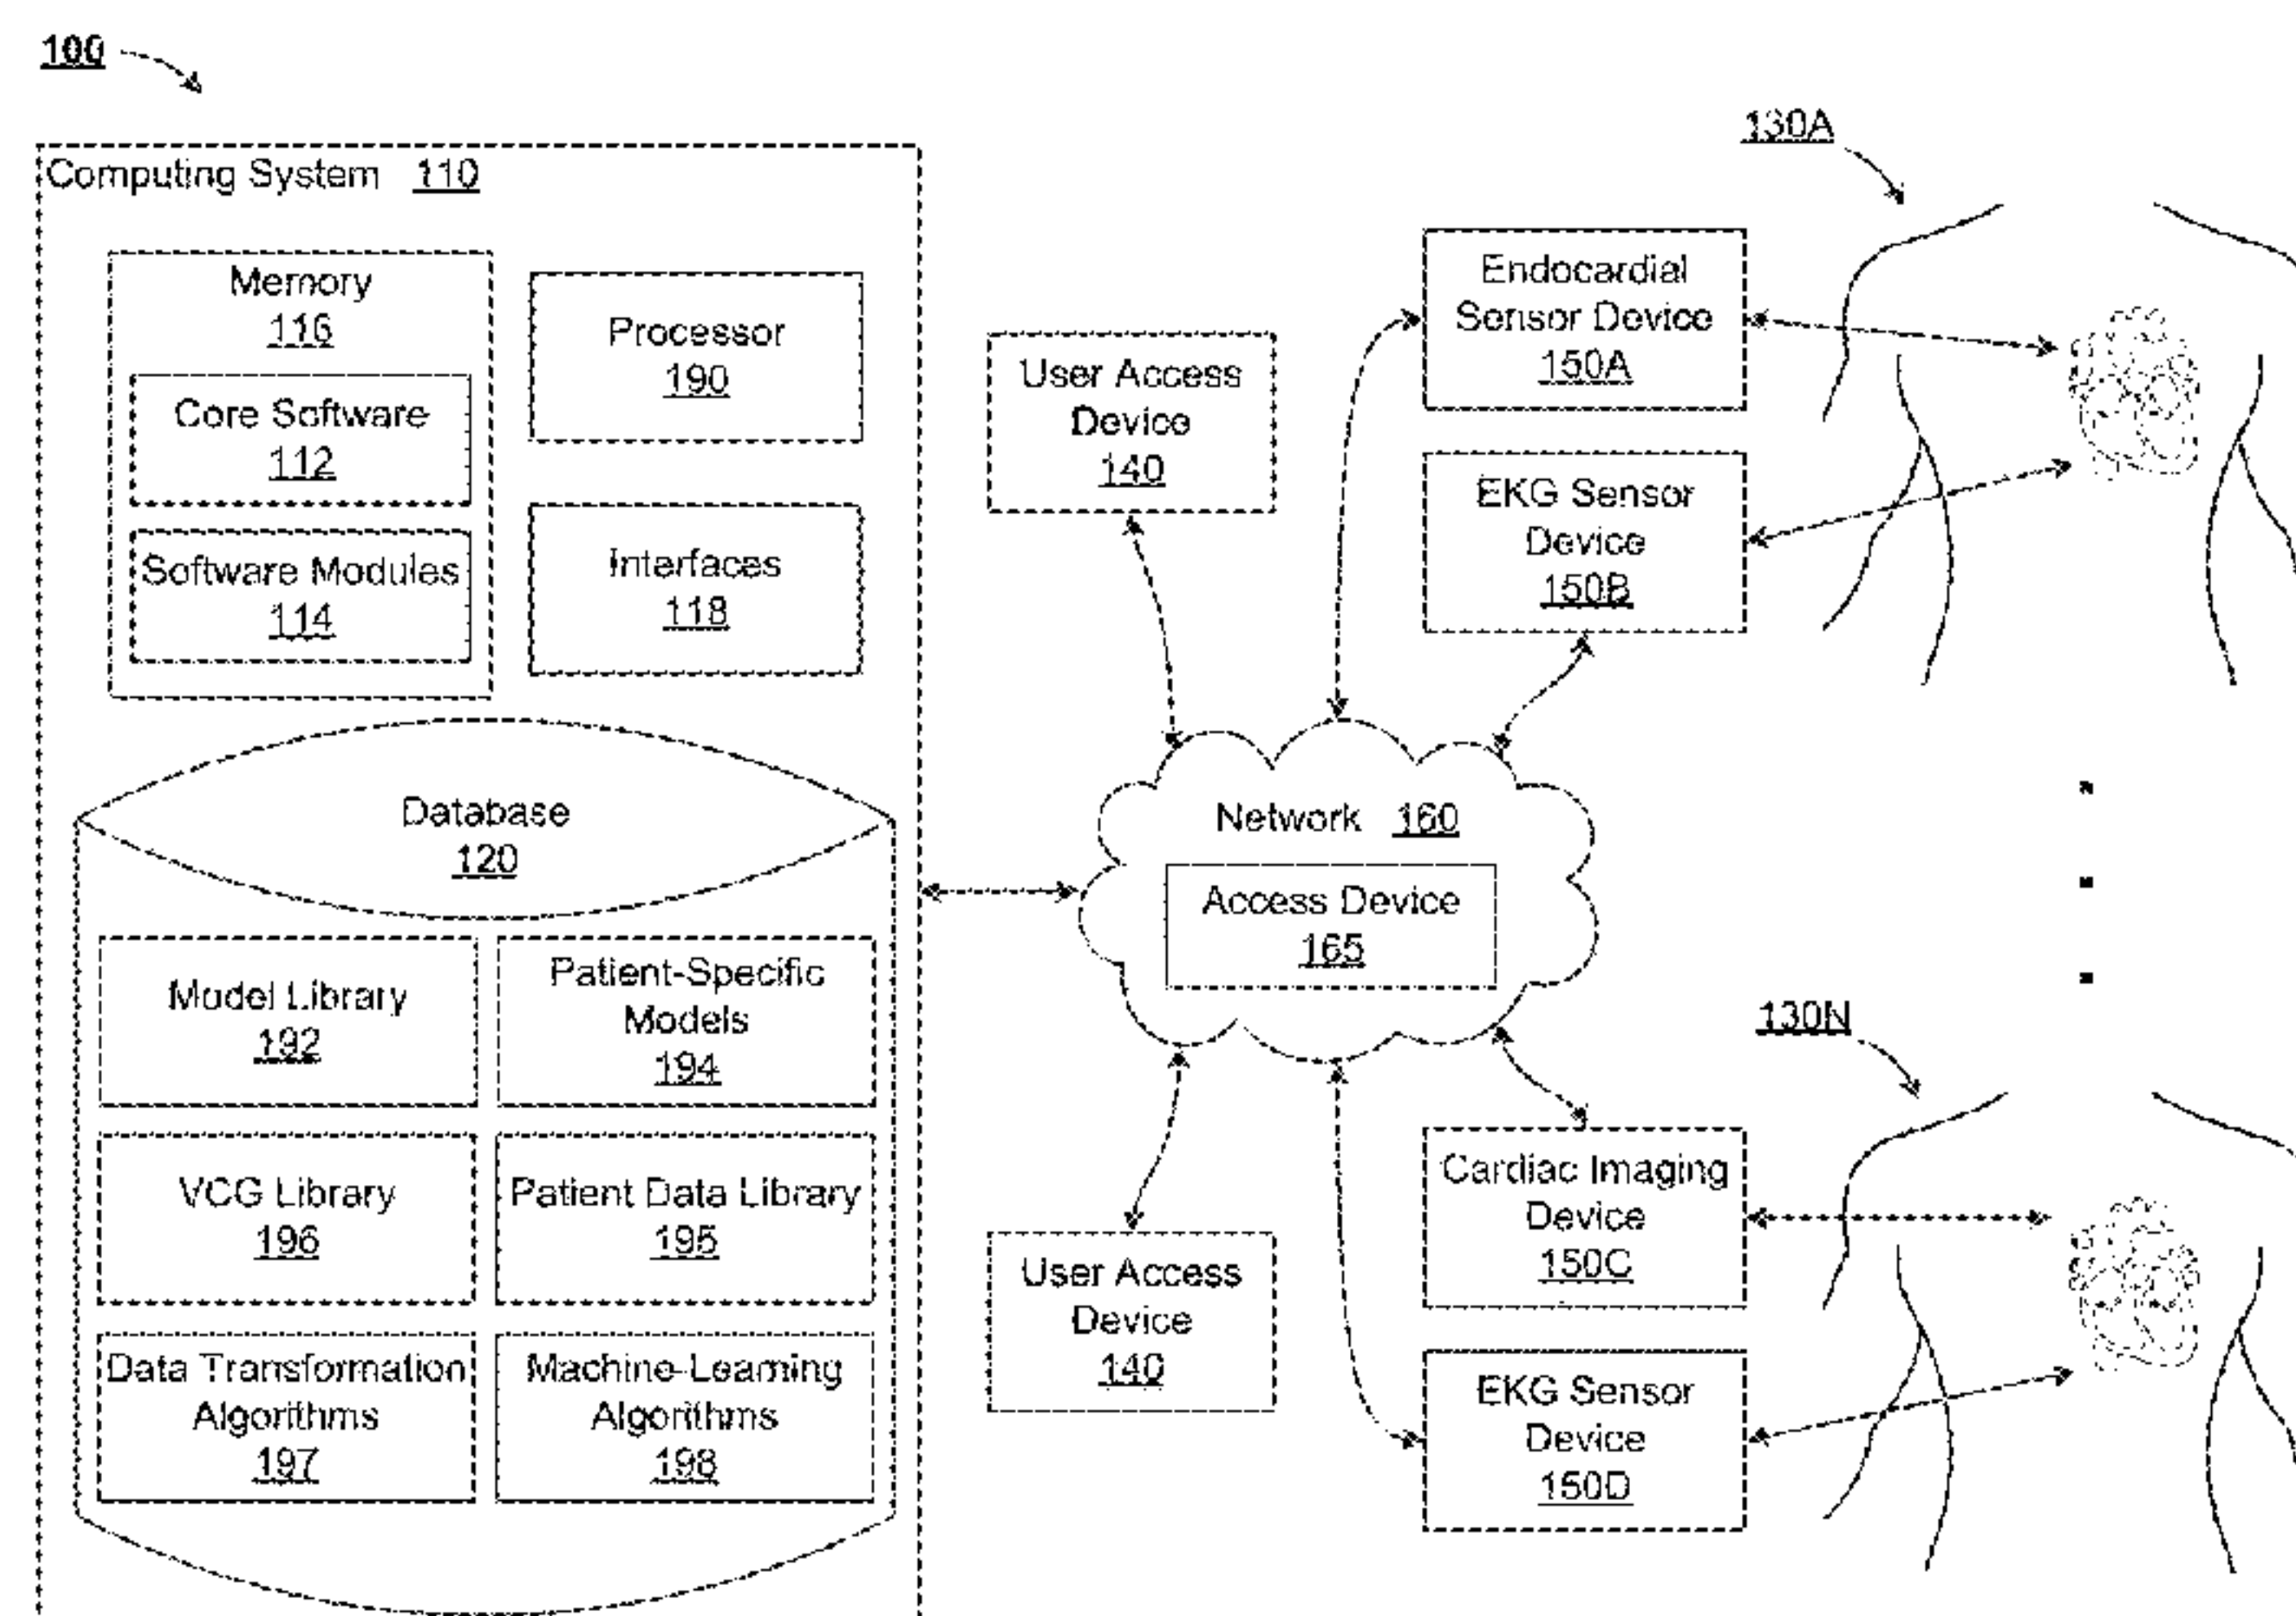 100
Computing System 110
Memory
116
Core Software
112
Software Modules
114
Processor
190
Interfaces
118
Database
120
Model Library
192
Patient-Specific
Models
194
VCG Library
196
Patient Data Library
195
Data Transformation
Algorithms
197
Machine-Learning
Algorithms
198
User Access
Device
140
Network 160
Access Device
165
User Access
Device
140
130A
Endocardial
Sensor Device
150A
EKG Sensor
Device
150B
130N
Cardiac Imaging
Device
150C
EKG Sensor
Device
150D